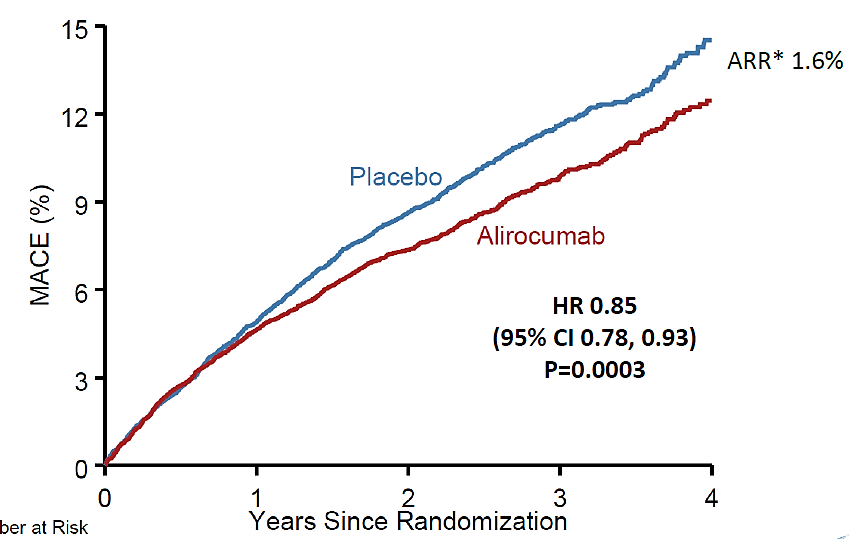 15
12
9
6
3
0
MACE (%)
ARR* 1.6%
Placebo
Alirocumab
HR 0.85
(95% CI 0.78, 0.93)
P=0.0003
0 1 2 3 4
Years Since Randomization
ber at Risk